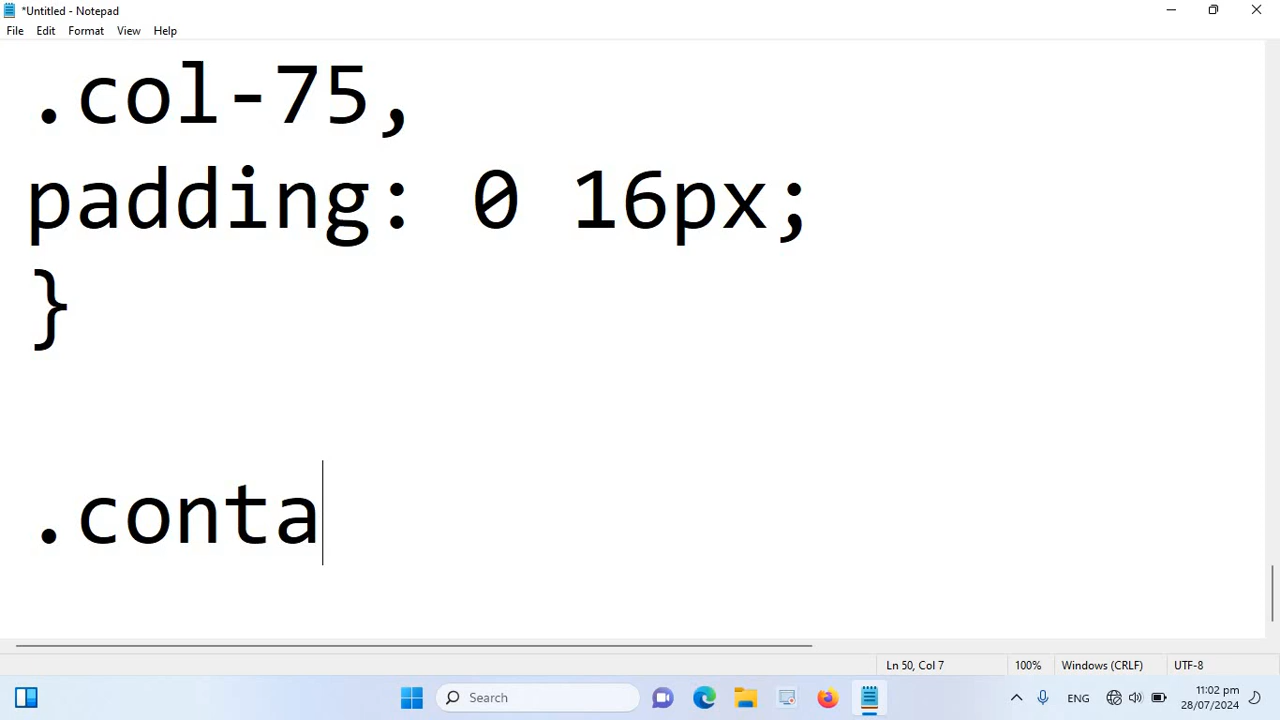 *Untitled - Notepad
File Edit Format View Help
.col-75,
padding: 0 16px;
}
.conta
Ln 50, Col 7 100% Windows (CRLF) UTF-8
Search ENG 11:02 pm
28/07/2024